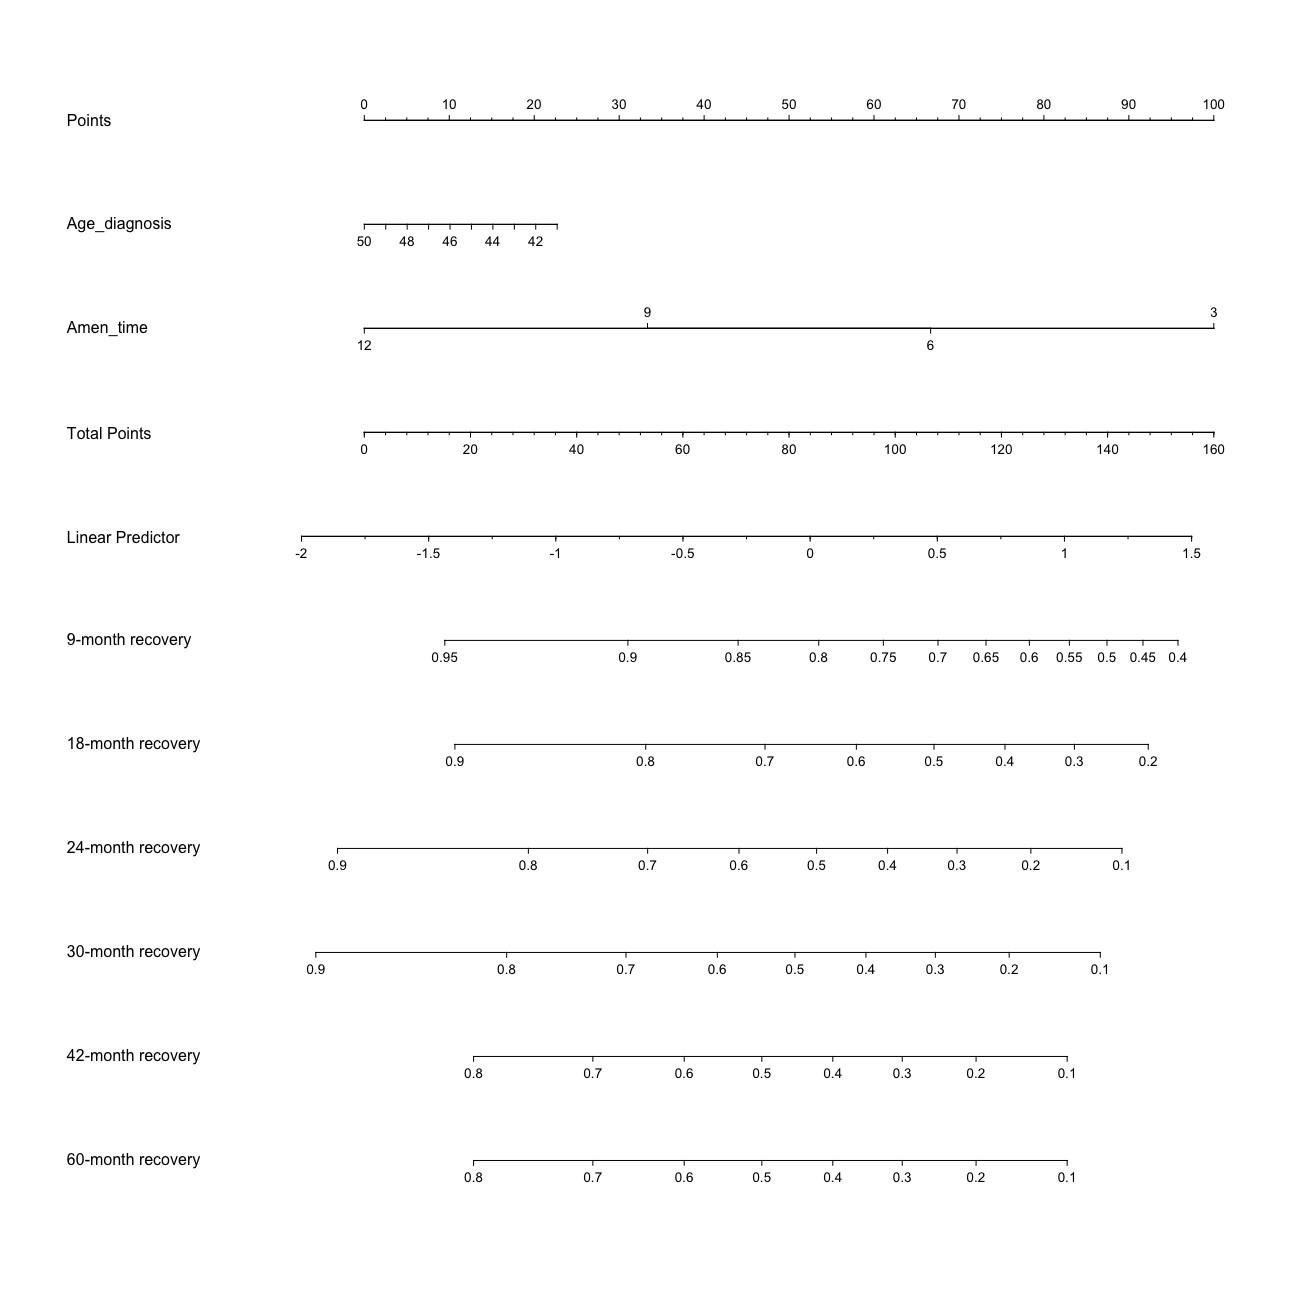 0 10 20 30 40 50 60 70 80 90 100
Points
Age_diagnosis
50 48 46 44 42
9 3
Amen_time
12 6
Total Points
0 20 40 60 80 100 120 140 160
Linear Predictor
-2 -1.5 -1 -0.5 0 0.5 1 1.5
9-month recovery
0.95 0.9 0.85 0.8 0.75 0.7 0.65 0.6 0.55 0.5 0.45 0.4
18-month recovery
0.9 0.8 0.7 0.6 0.5 0.4 0.3 0.2
24-month recovery
0.9 0.8 0.7 0.6 0.5 0.4 0.3 0.2 0.1
30-month recovery
0.9 0.8 0.7 0.6 0.5 0.4 0.3 0.2 0.1
42-month recovery
0.8 0.7 0.6 0.5 0.4 0.3 0.2 0.1
60-month recovery
0.8 0.7 0.6 0.5 0.4 0.3 0.2 0.1